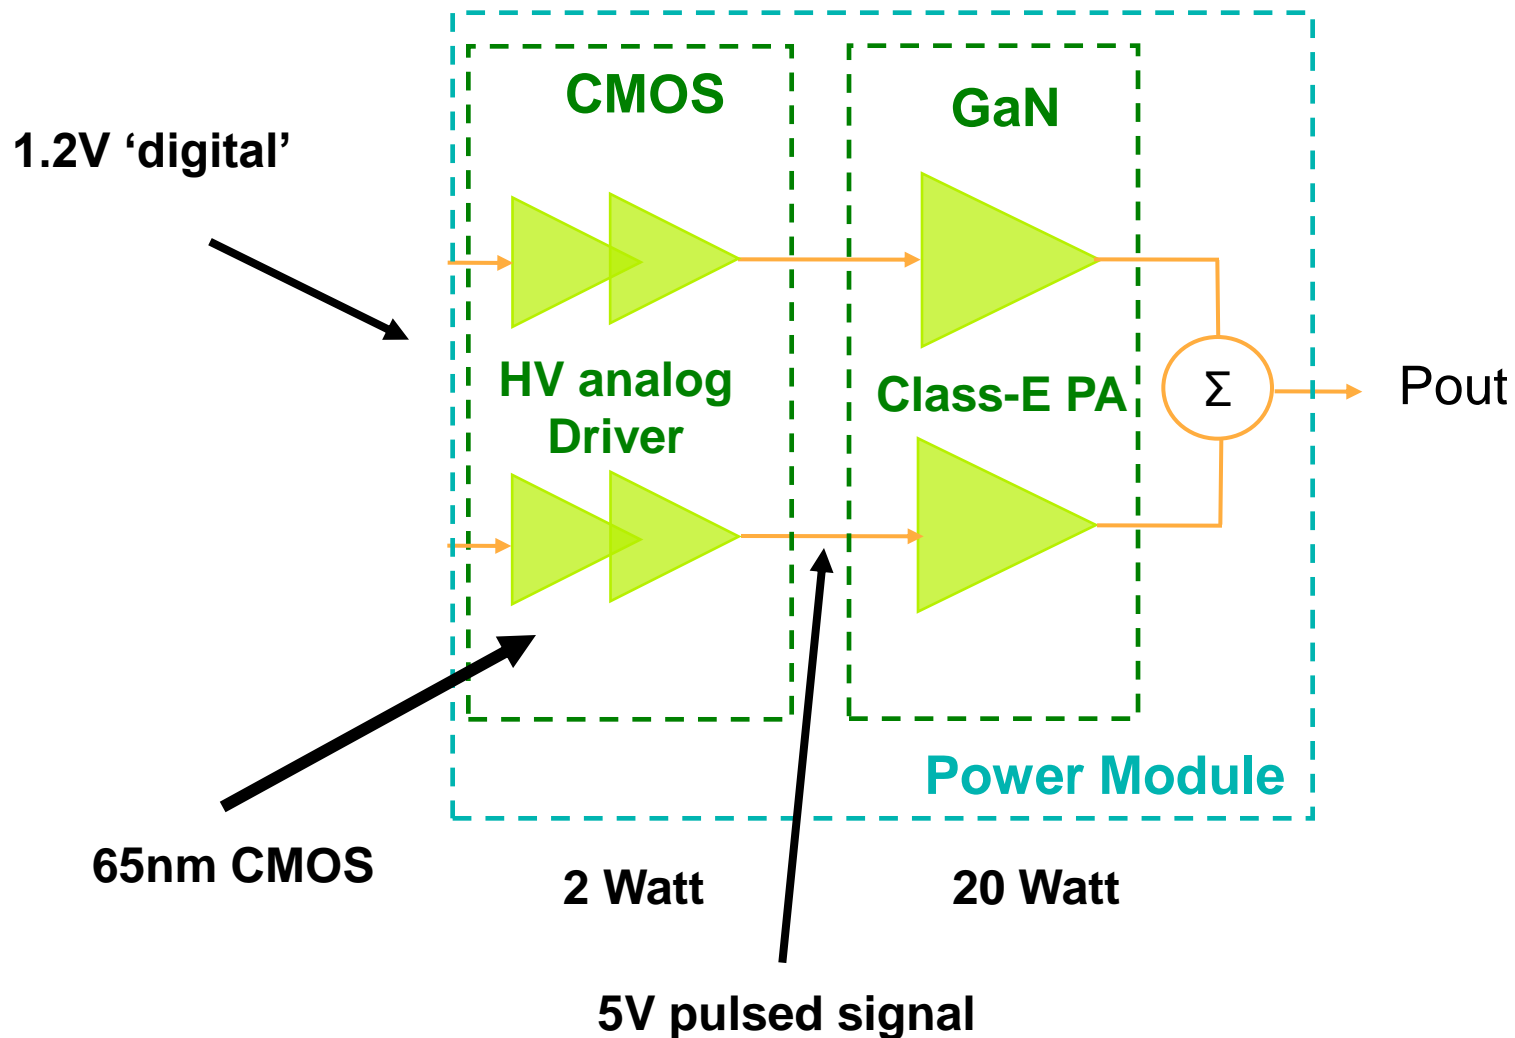 CMOS
GaN
1.2V ‘digital’
HV analog
Driver
Class-E PA
Σ
Pout
Power Module
65nm CMOS
2 Watt
20 Watt
5V pulsed signal